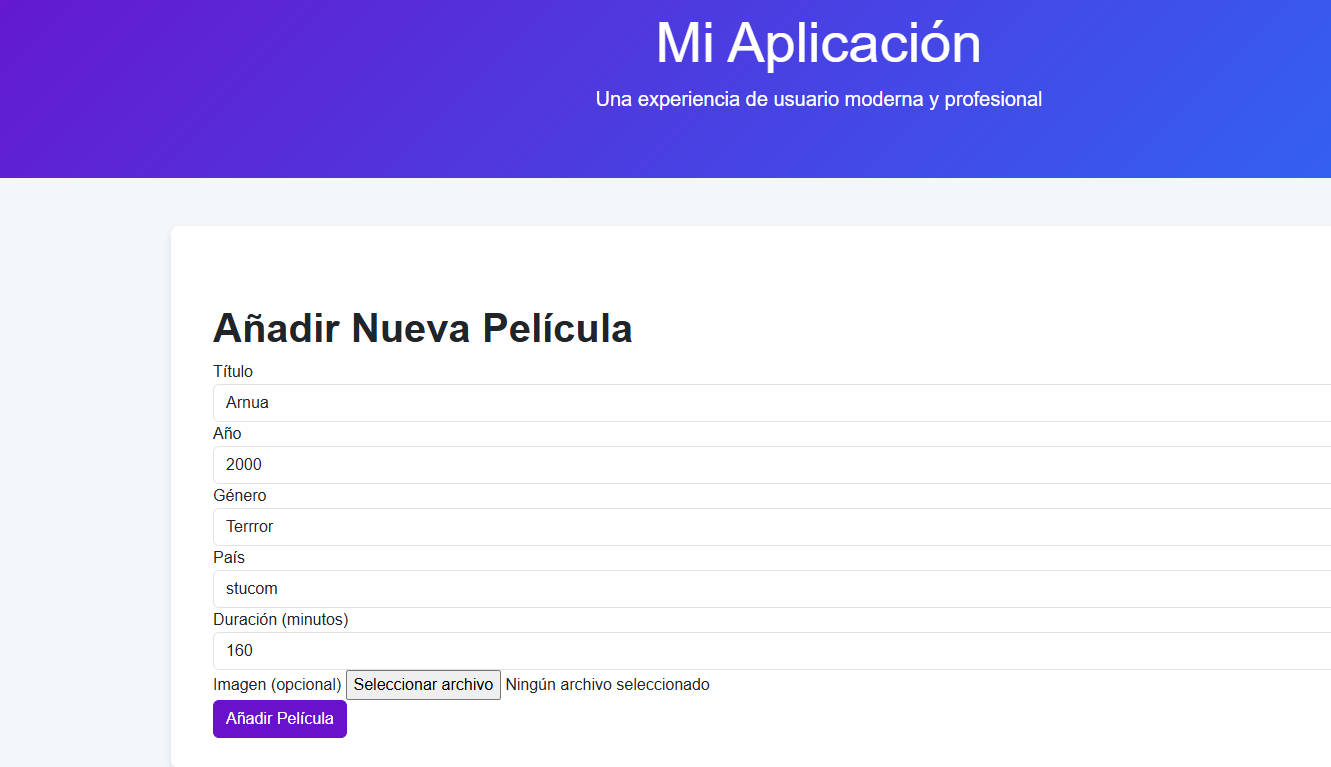 Mi Aplicación
Una experiencia de usuario moderna y profesional
Añadir Nueva Película
Título
Arnua
Año
2000
Género
Terrror
País
stucom
Duración (minutos)
160
Imagen (opcional) Seleccionar archivo Ningún archivo seleccionado
Añadir Película